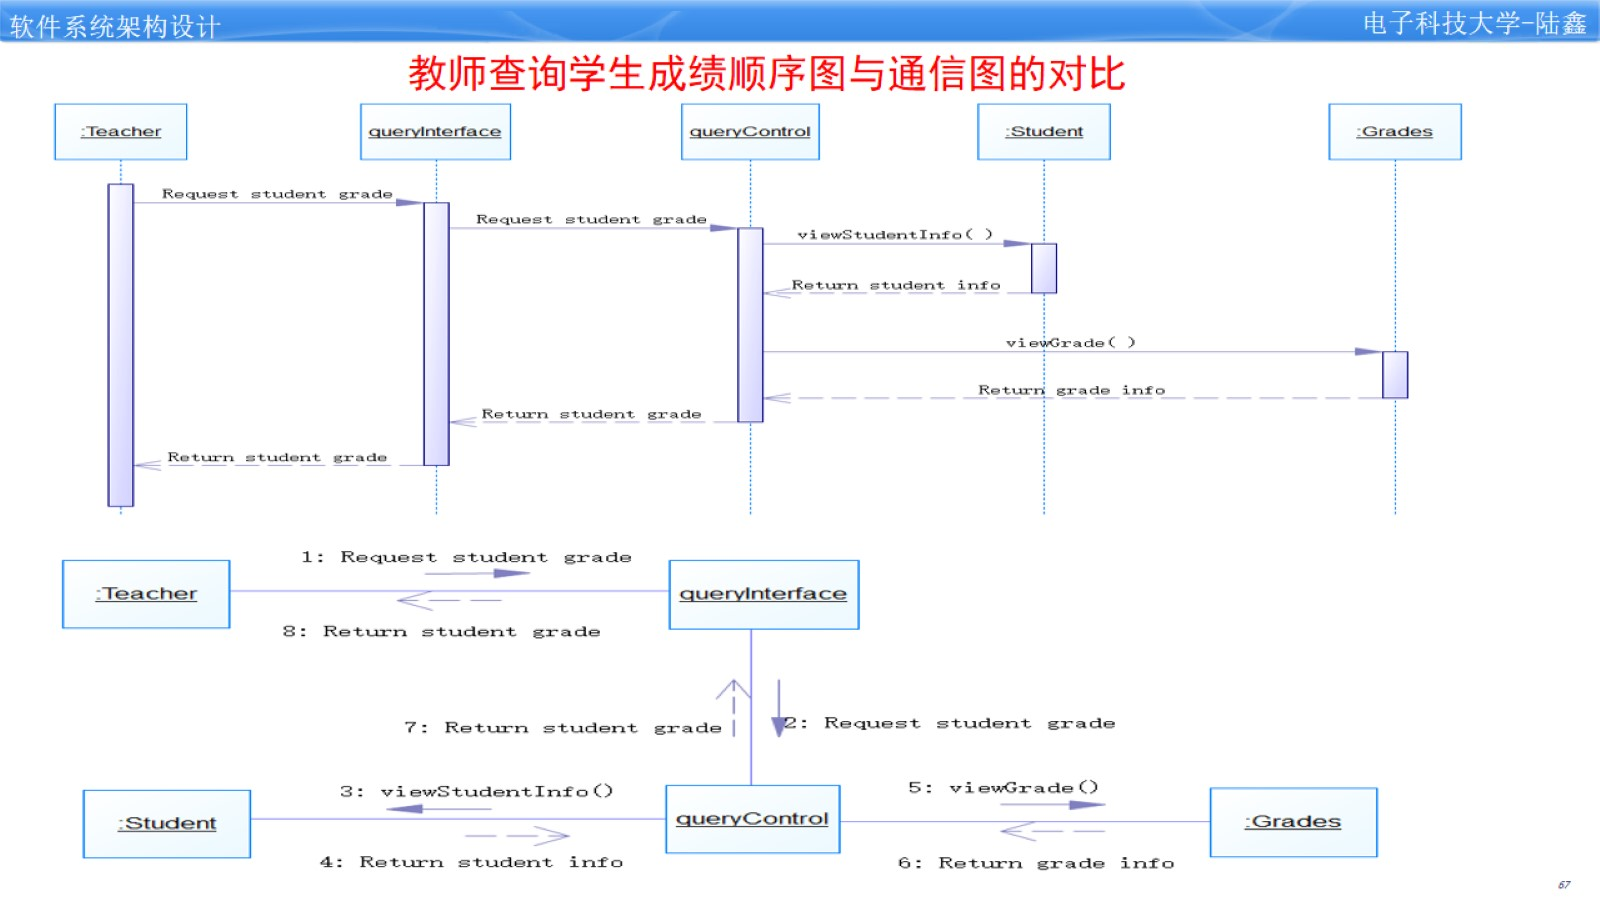 软件系统架构设计
电子科技大学-陆鑫
教师查询学生成绩顺序图与通信图的对比
:Teacher
queryInterface
queryControl
:Student
:Grades
Request student grade
Request student grade
viewStudentInfo( )
Return student info
viewGrade( )
Return grade info
Return student grade
Return student grade
1: Request student grade
:Teacher
queryInterface
8: Return student grade
7: Return student grade
2: Request student grade
3: viewStudentInfo()
5: viewGrade()
:Student
queryControl
:Grades
4: Return student info
6: Return grade info
67